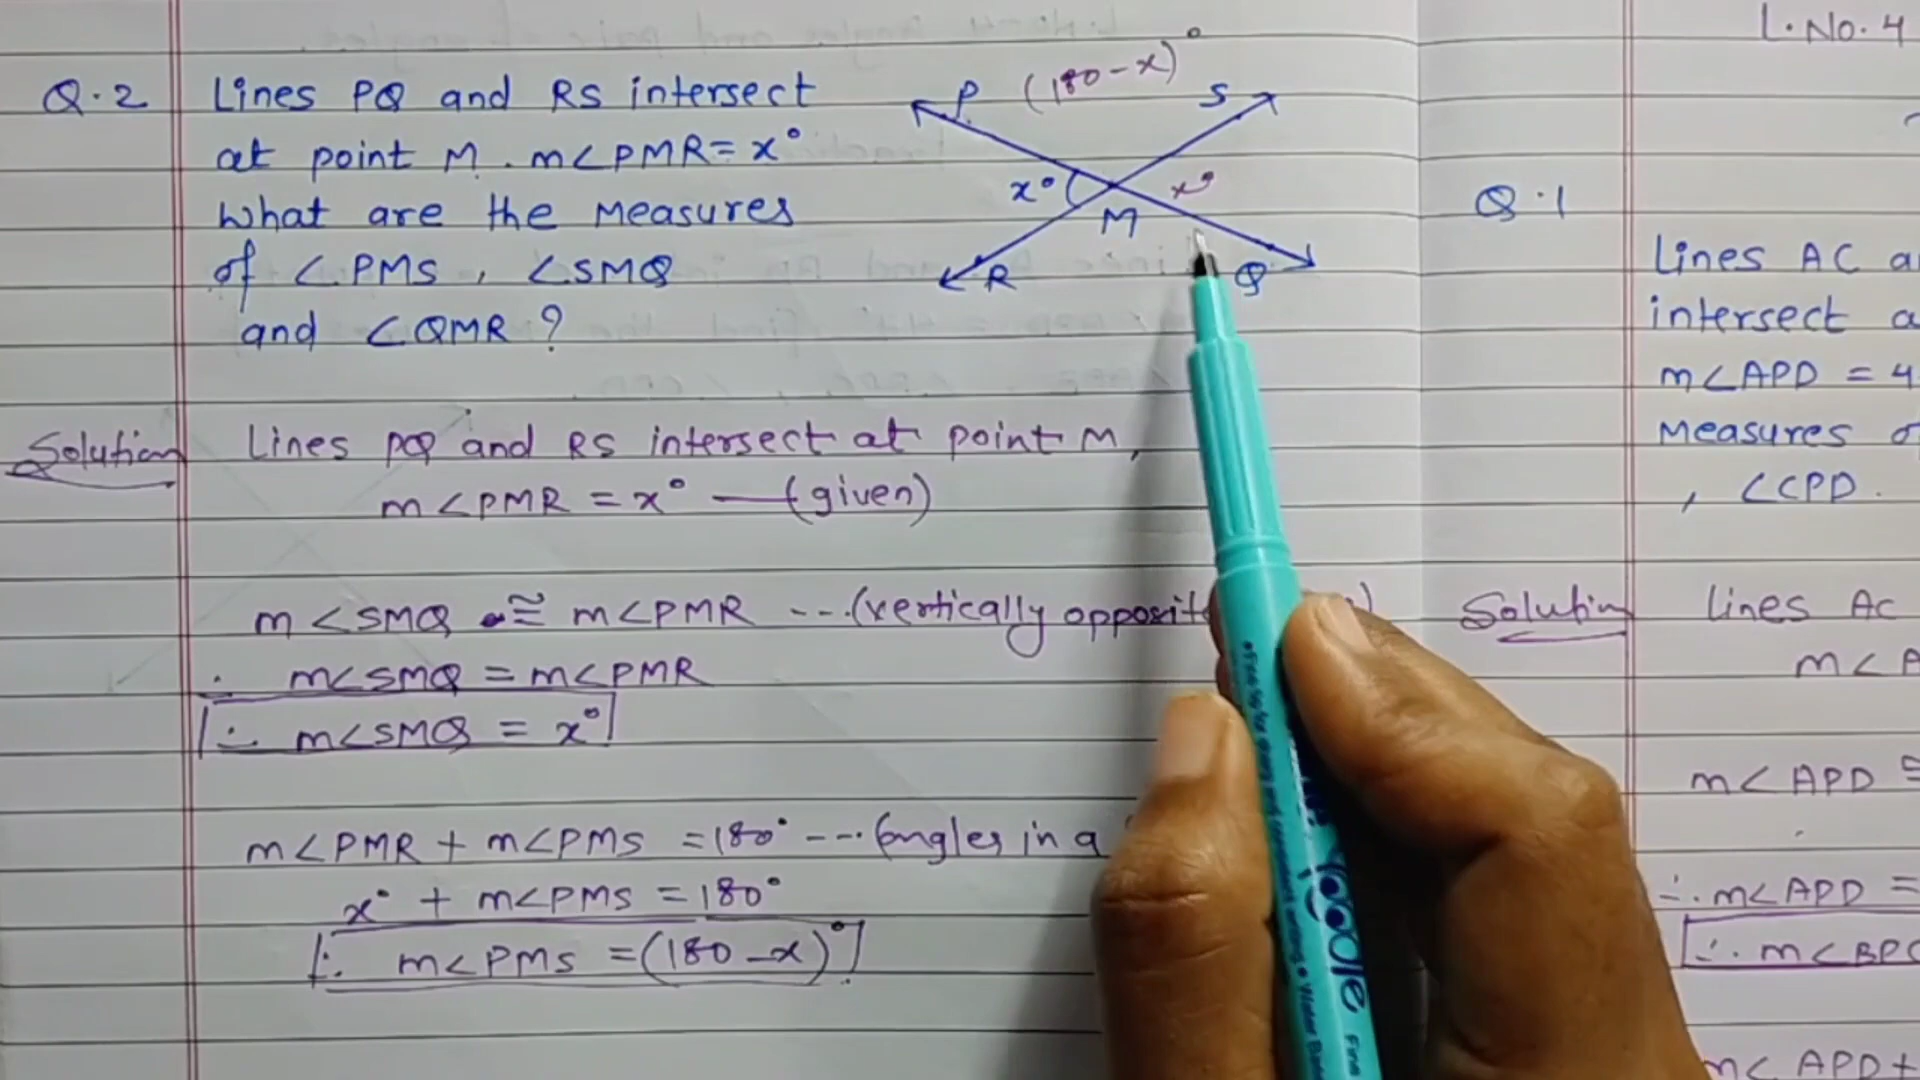 Q.2 Lines PQ and RS intersect
at point M. m∠PMR = x°
what are the measures
of ∠PMS, ∠SMQ
and ∠QMR?
P (180-x)° S
x° x°
M
R Q
Solution Lines PQ and RS intersect at point M,
m∠PMR = x° — (given)
m∠SMQ ≅ m∠PMR --- (vertically opposite
∴ m∠SMQ = m∠PMR
∴ m∠SMQ = x°
m∠PMR + m∠PMS = 180° --- (angles in a
x° + m∠PMS = 180°
∴ m∠PMS = (180-x)°
L.No.4
Q.1
Lines AC
intersect
m∠APD = 4
measures
, ∠CPD.
Solution lines AC
m∠A
m∠APD ≅
∴ m∠APD =
∴ m∠BPC
m∠APD+
Fine